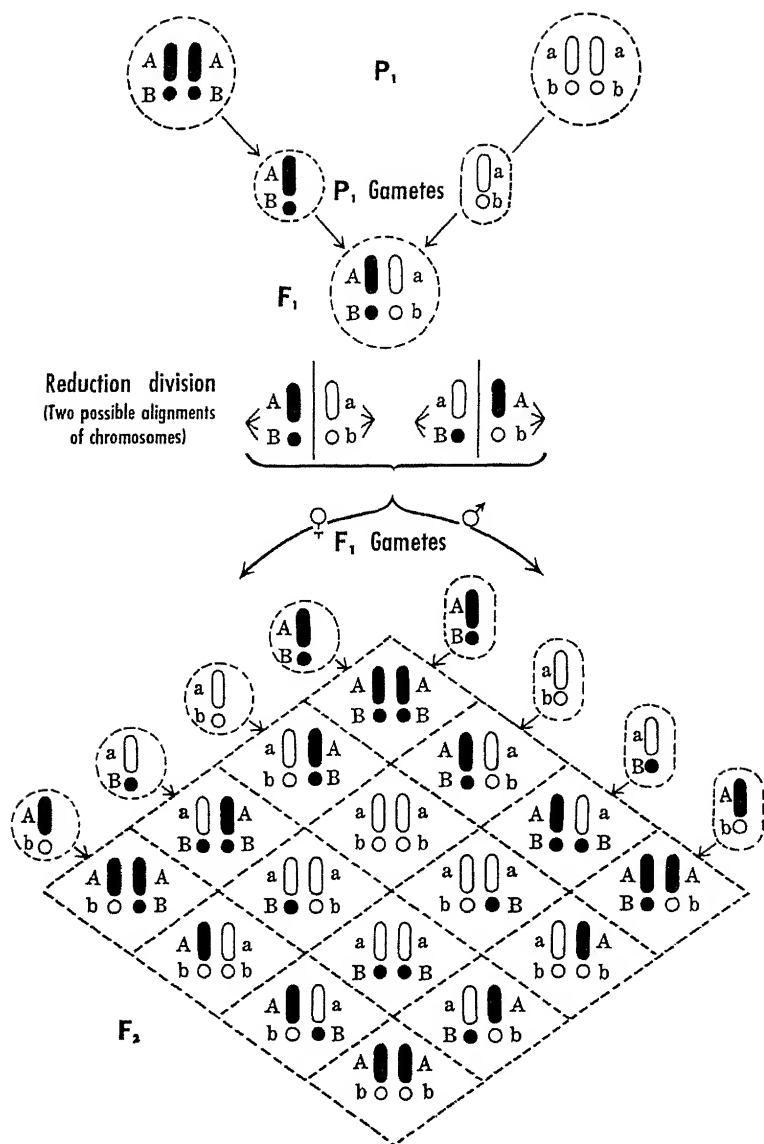 A A P₁ a a
B B b b
A P₁ Gametes a
B b
F₁ A a
B b
Reduction division
(Two possible alignments
of chromosomes)
A a a A
B b B b
♀ ♂
F₁ Gametes
A A
B B
A A
B B
a a
b b
a A A a
b B B b
a a
B B
a A a a A a
B B b b B B
A A
b b
A A a a a a A A
b B B b b B B b
A a a a a A
b b B B b b
A a a A
b B B b
F₂
A A
b b